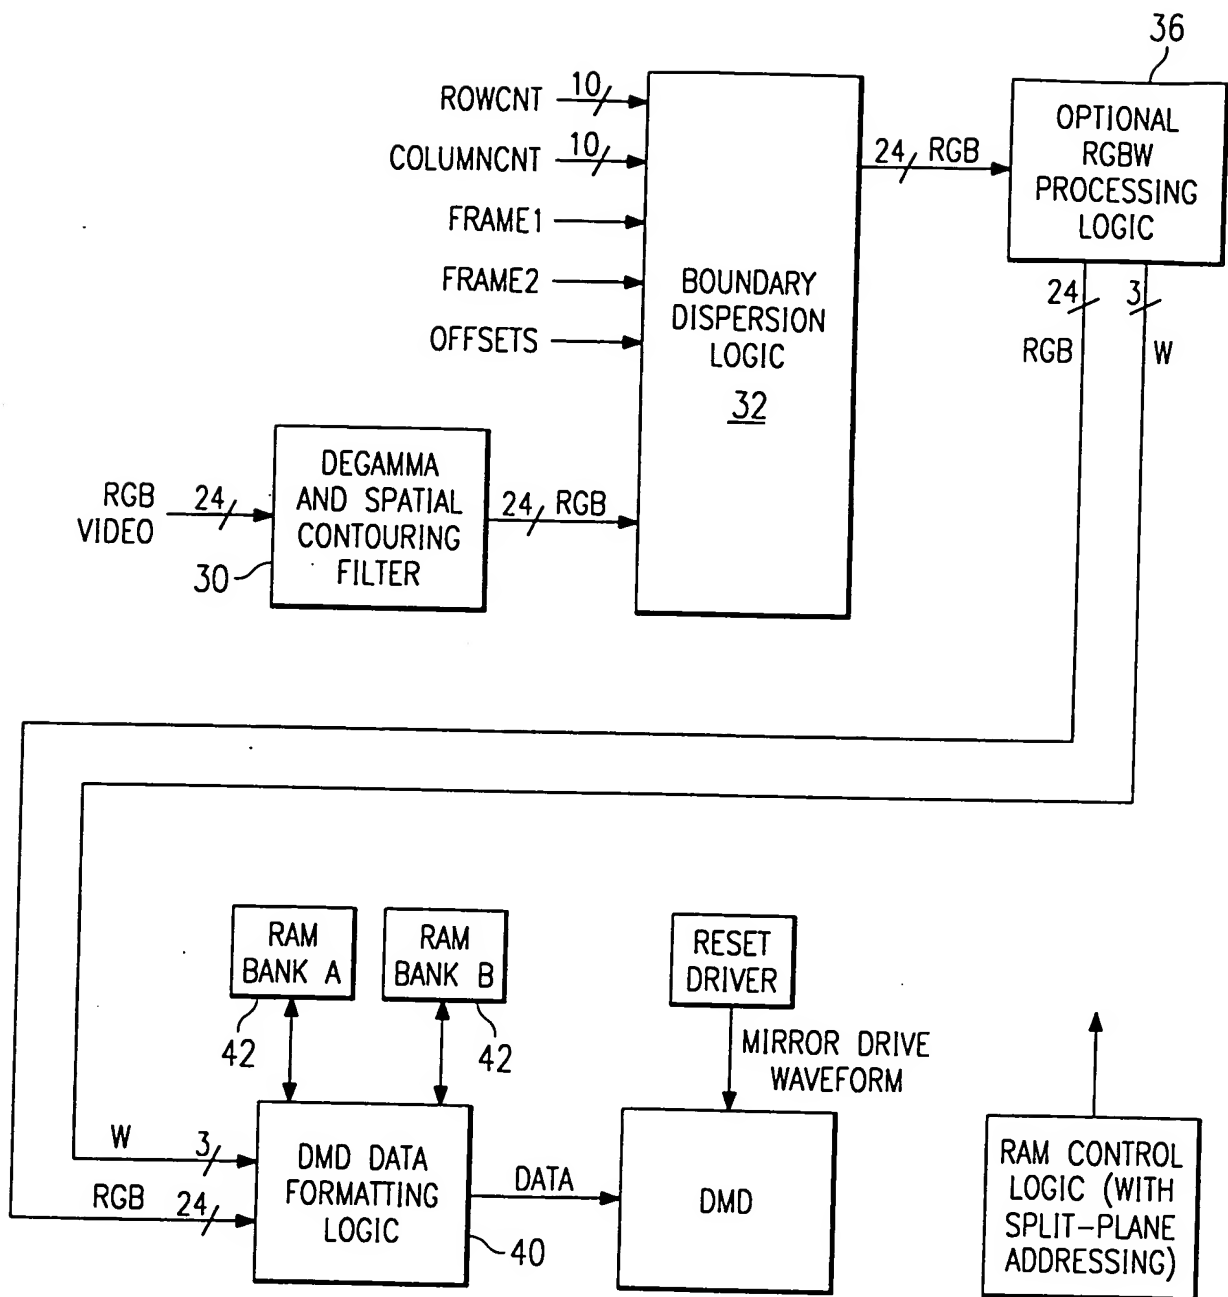 36
ROWCNT 10
COLUMNCNT 10
FRAME1
FRAME2
OFFSETS
BOUNDARY
DISPERSION
LOGIC
32
24 RGB
OPTIONAL
RGBW
PROCESSING
LOGIC
24
RGB
3
W
RGB
VIDEO
24
DEGAMMA
AND SPATIAL
CONTOURING
FILTER
30
24 RGB
RAM
BANK A
42
RAM
BANK B
42
RESET
DRIVER
MIRROR DRIVE
WAVEFORM
W 3
RGB 24
DMD DATA
FORMATTING
LOGIC
40
DATA
DMD
RAM CONTROL
LOGIC (WITH
SPLIT-PLANE
ADDRESSING)